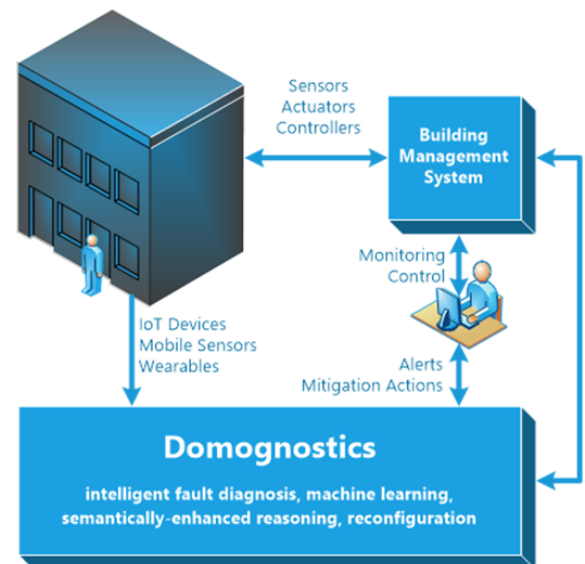 Sensors
Actuators
Controllers
Building
Management
System
Monitoring
Control
IoT Devices
Mobile Sensors
Wearables
Alerts
Mitigation Actions
Domognostics
intelligent fault diagnosis, machine learning,
semantically-enhanced reasoning, reconfiguration